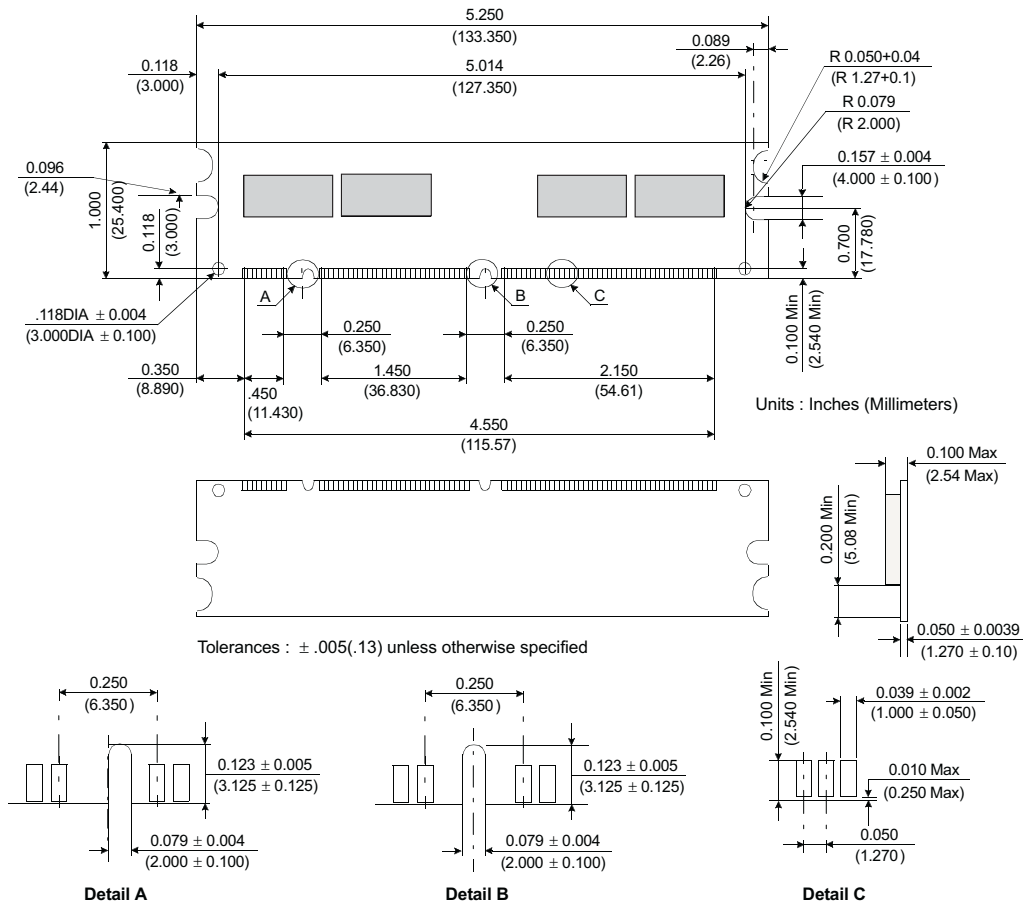 5.250
(133.350)
0.089
(2.26)
R 0.050+0.04
(R 1.27+0.1)
0.118
(3.000)
5.014
(127.350)
R 0.079
(R 2.000)
0.096
(2.44)
0.157 ± 0.004
(4.000 ± 0.100)
1.000
(25.400)
0.118
(3.000)
0.700
(17.780)
A
B
C
0.100 Min
(2.540 Min)
.118DIA ± 0.004
(3.000DIA ± 0.100)
0.250
(6.350)
0.250
(6.350)
0.350
(8.890)
.450
(11.430)
1.450
(36.830)
2.150
(54.61)
Units : Inches (Millimeters)
4.550
(115.57)
0.100 Max
(2.54 Max)
0.200 Min
(5.08 Min)
0.050 ± 0.0039
(1.270 ± 0.10)
Tolerances : ± .005(.13) unless otherwise specified
0.250
(6.350)
0.123 ± 0.005
(3.125 ± 0.125)
0.079 ± 0.004
(2.000 ± 0.100)
Detail A
0.250
(6.350)
0.123 ± 0.005
(3.125 ± 0.125)
0.079 ± 0.004
(2.000 ± 0.100)
Detail B
0.100 Min
(2.540 Min)
0.039 ± 0.002
(1.000 ± 0.050)
0.010 Max
(0.250 Max)
0.050
(1.270)
Detail C